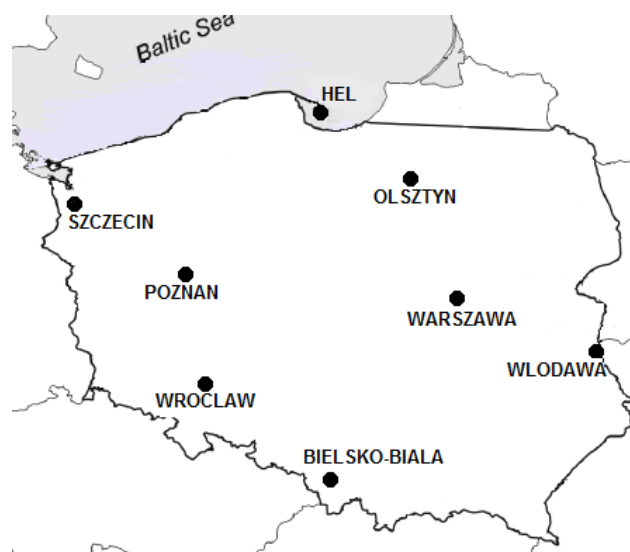 Baltic Sea
HEL
OLSZTYN
SZCZECIN
POZNAN
WARSZAWA
WLODAWA
WROCLAW
BIELSKO-BIALA